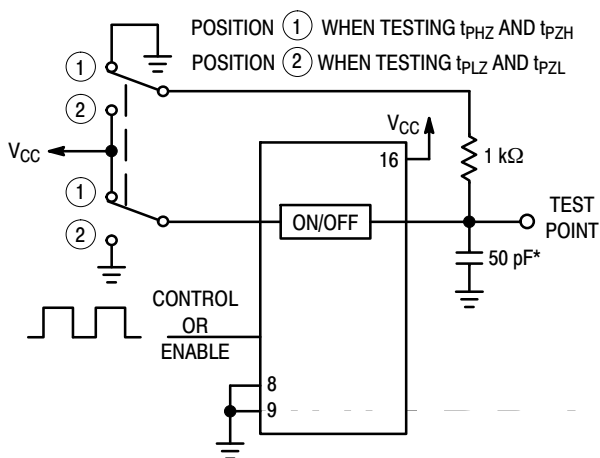 POSITION 1 WHEN TESTING tPHZ AND tPZH
POSITION 2 WHEN TESTING tPLZ AND tPZL
1
2
VCC
1
2
VCC
16
1 kΩ
ON/OFF
TEST
POINT
50 pF*
CONTROL
OR
ENABLE
8
9